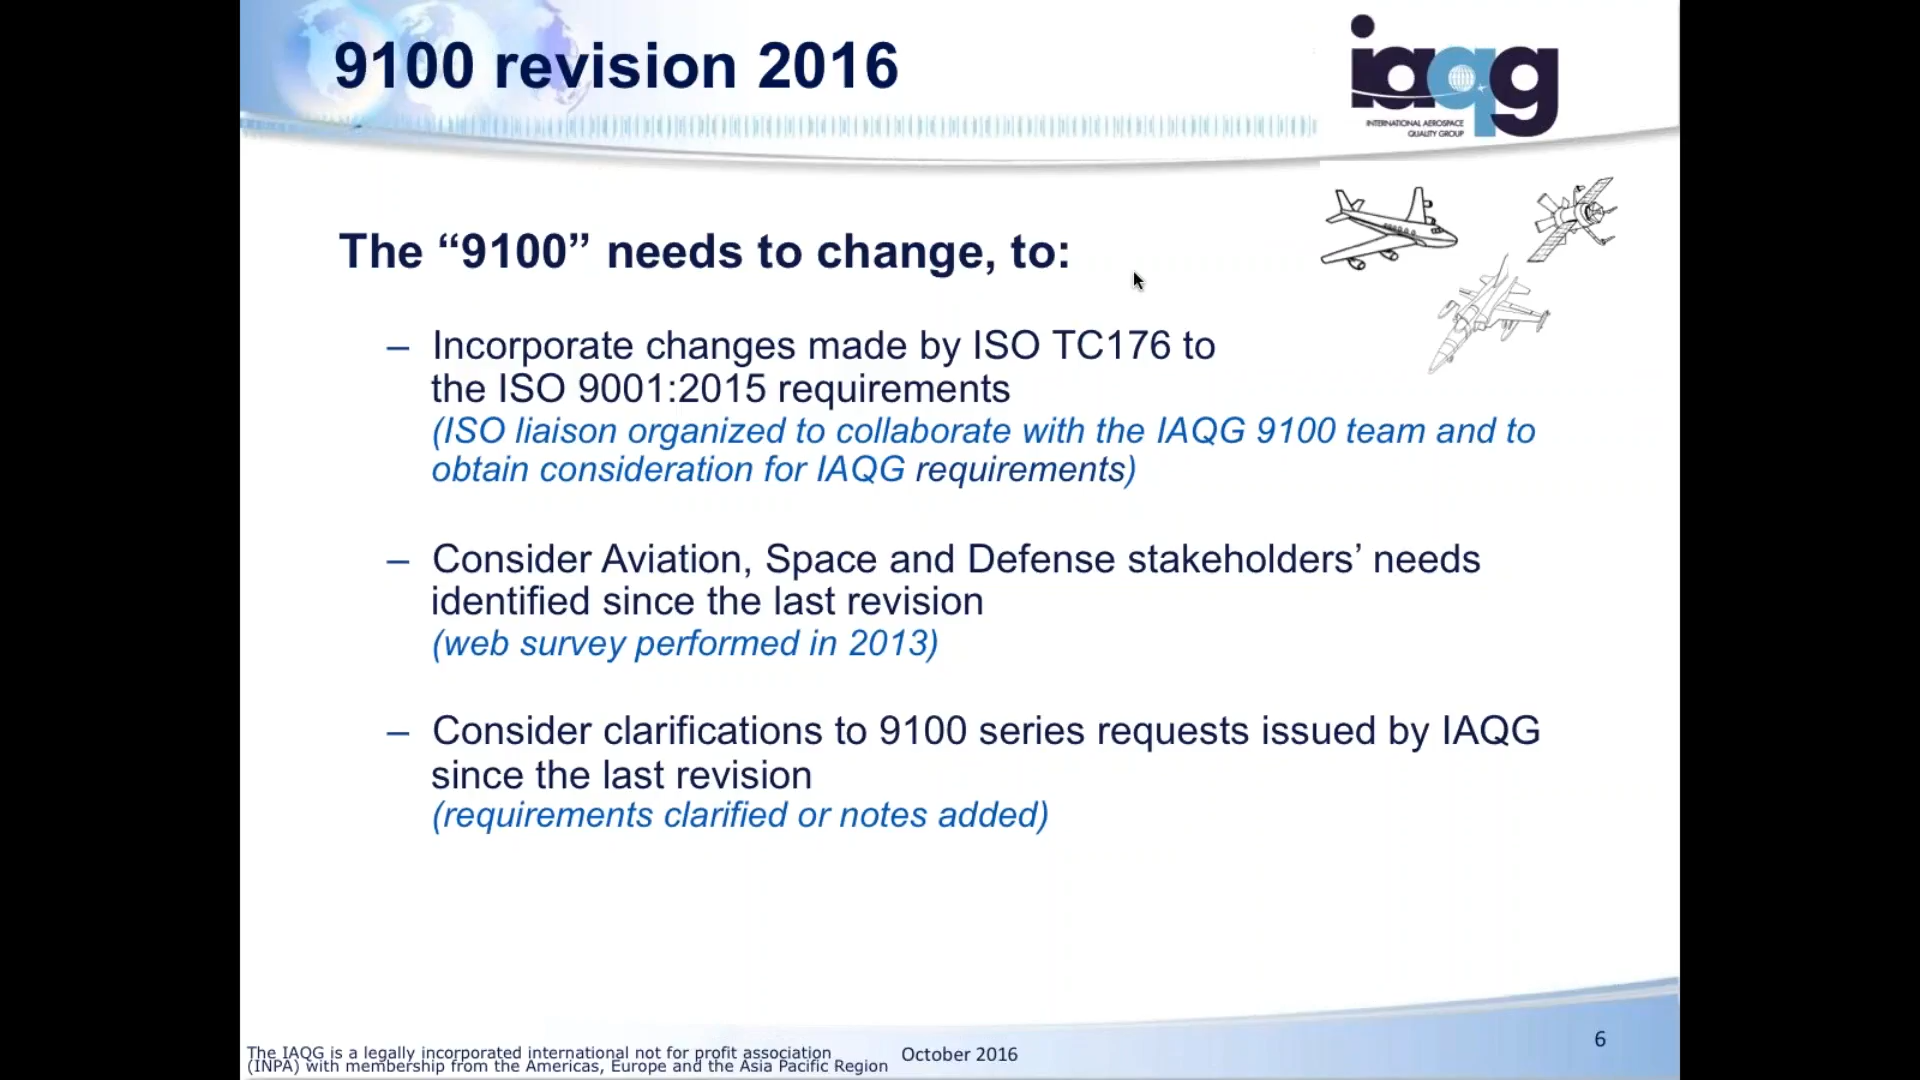 9100 revision 2016
iaqg
INTERNATIONAL AEROSPACE
QUALITY GROUP
The “9100” needs to change, to:
– Incorporate changes made by ISO TC176 to
the ISO 9001:2015 requirements
(ISO liaison organized to collaborate with the IAQG 9100 team and to
obtain consideration for IAQG requirements)
– Consider Aviation, Space and Defense stakeholders’ needs
identified since the last revision
(web survey performed in 2013)
– Consider clarifications to 9100 series requests issued by IAQG
since the last revision
(requirements clarified or notes added)
The IAQG is a legally incorporated international not for profit association
(INPA) with membership from the Americas, Europe and the Asia Pacific Region
October 2016
6